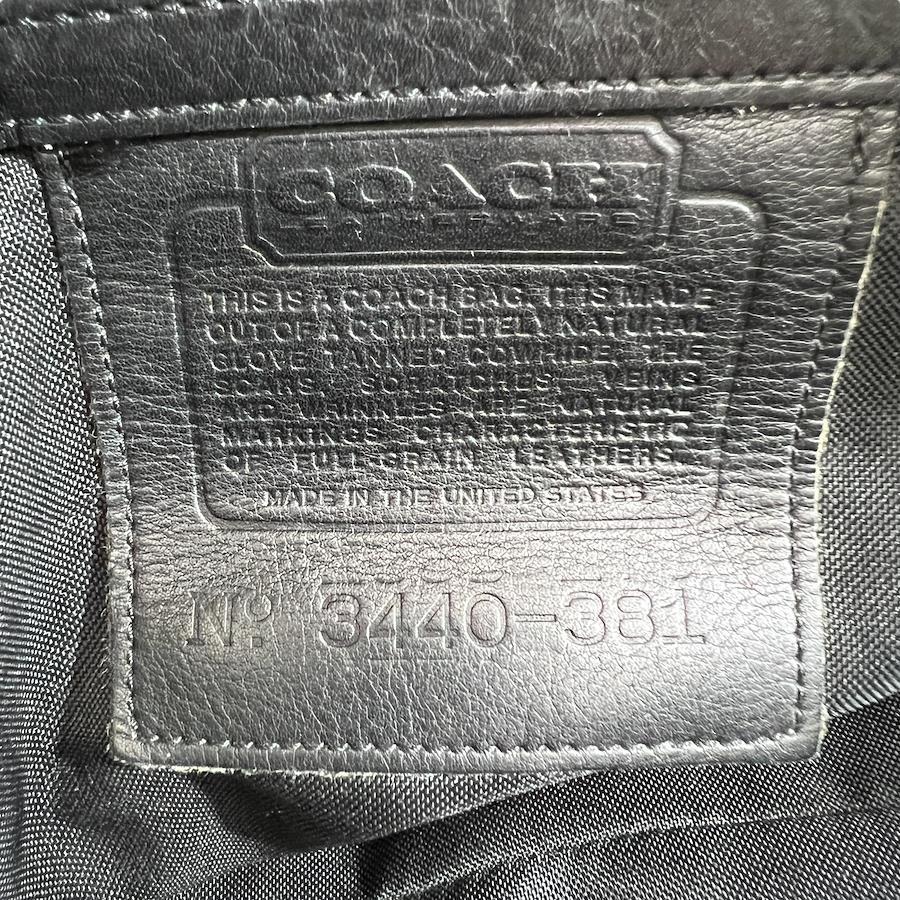 COACH
LEATHERWARE
THIS IS A COACH BAG. IT IS MADE
OUT OF A COMPLETELY NATURAL
GLOVE TANNED COWHIDE. THE
SCARS, SCRATCHES, VEINS
AND WRINKLES ARE NATURAL
MARKINGS CHARACTERISTIC
OF FULL-GRAIN LEATHERS.
MADE IN THE UNITED STATES
No. 3440-381